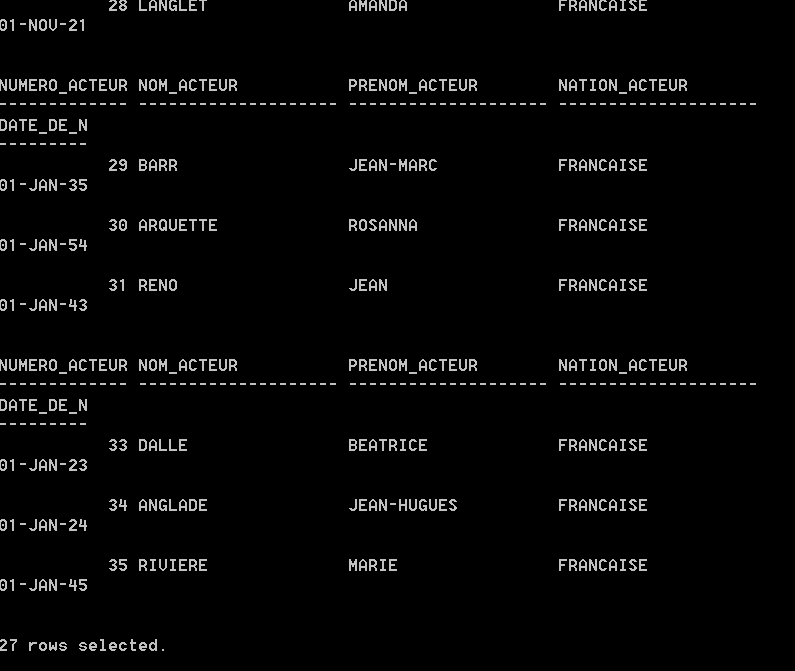 28 LANGLET AMANDA FRANCAISE
01-NOV-21
NUMERO_ACTEUR NOM_ACTEUR PRENOM_ACTEUR NATION_ACTEUR
------------- -------------------- -------------------- --------------------
DATE_DE_N
---------
29 BARR JEAN-MARC FRANCAISE
01-JAN-35
30 ARQUETTE ROSANNA FRANCAISE
01-JAN-54
31 RENO JEAN FRANCAISE
01-JAN-43
NUMERO_ACTEUR NOM_ACTEUR PRENOM_ACTEUR NATION_ACTEUR
------------- -------------------- -------------------- --------------------
DATE_DE_N
---------
33 DALLE BEATRICE FRANCAISE
01-JAN-23
34 ANGLADE JEAN-HUGUES FRANCAISE
01-JAN-24
35 RIVIERE MARIE FRANCAISE
01-JAN-45
27 rows selected.